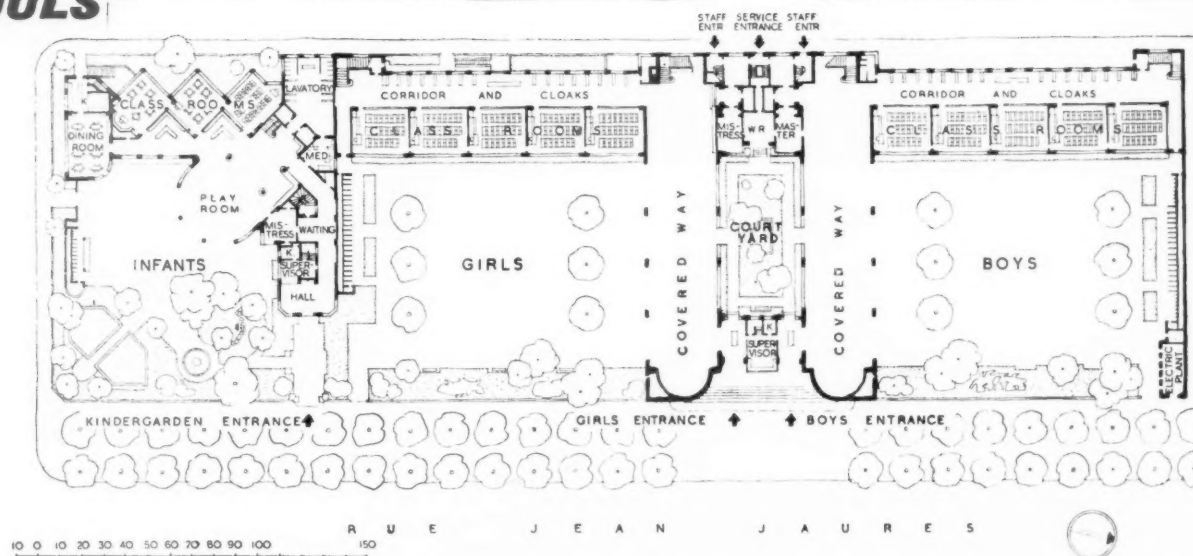 STAFF ENTR SERVICE ENTRANCE STAFF ENTR
LAVATORY
K
CLASS ROOMS
DINING ROOM
CORRIDOR AND CLOAKS
CLASS ROOMS
MED
PLAY ROOM
MIS-TRESS
WAITING
K
SUPER-VISOR
HALL
INFANTS
GIRLS
COVERED WAY
MIS-TRESS
W R
MAS-TER
COURT YARD
K
SUPER-VISOR
COVERED WAY
CORRIDOR AND CLOAKS
CLASS ROOMS
BOYS
ELECTRIC PLANT
KINDERGARDEN ENTRANCE
GIRLS ENTRANCE
BOYS ENTRANCE
RUE JEAN JAURES
10 0 10 20 30 40 50 60 70 80 90 100 150